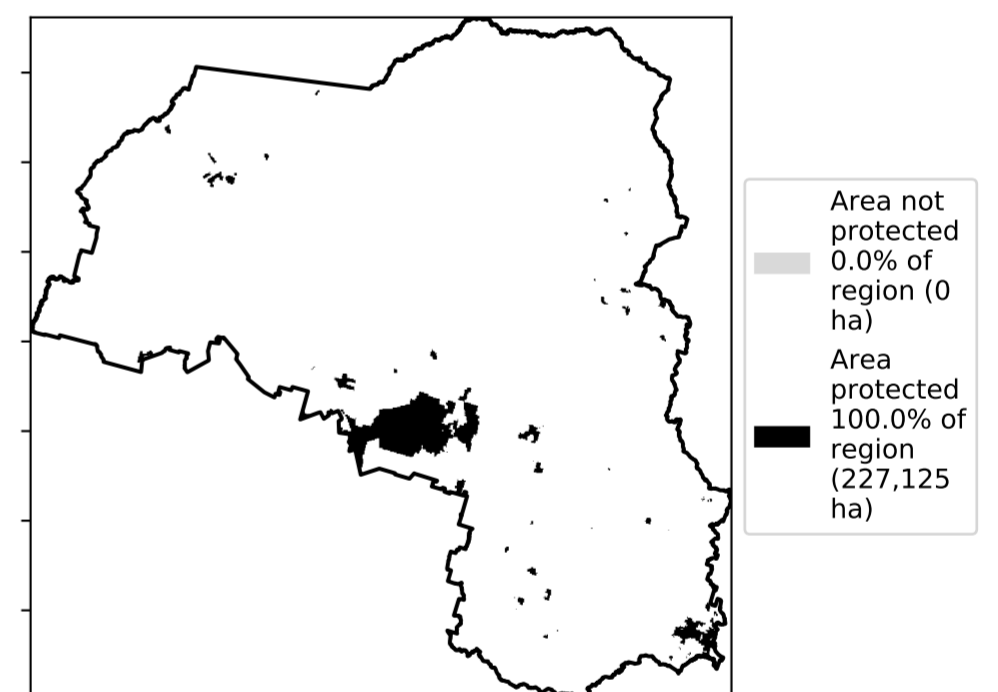 Area not
protected
0.0% of
region (0
ha)
Area
protected
100.0% of
region
(227,125
ha)